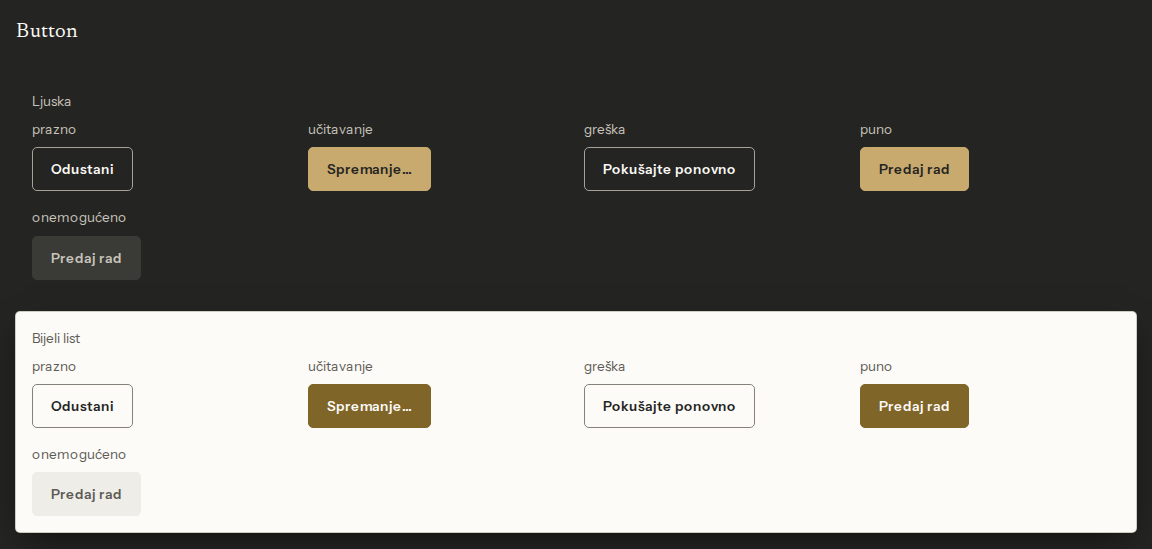 Button
Ljuska
prazno učitavanje greška puno
Odustani Spremanje… Pokušajte ponovno Predaj rad
onemogućeno
Predaj rad
Bijeli list
prazno učitavanje greška puno
Odustani Spremanje… Pokušajte ponovno Predaj rad
onemogućeno
Predaj rad